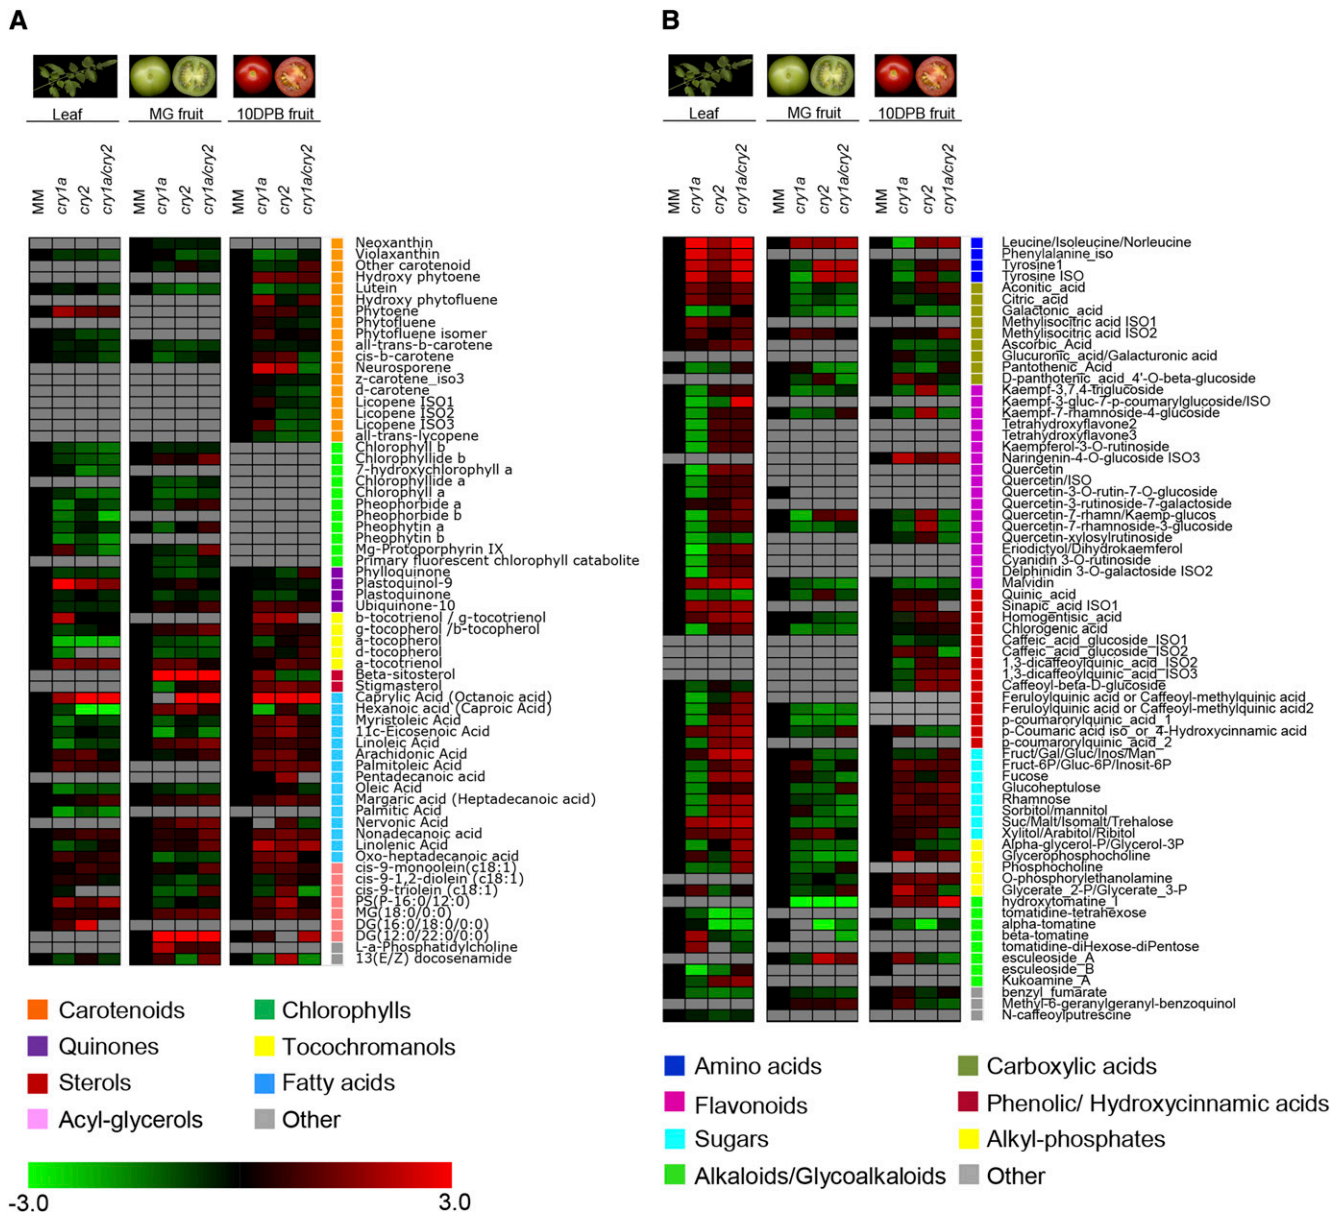 A
B
Leaf
MG fruit
10DPB fruit
Leaf
MG fruit
10DPB fruit
MM
cry1a
cry2
cry1a/cry2
MM
cry1a
cry2
cry1a/cry2
MM
cry1a
cry2
cry1a/cry2
MM
cry1a
cry2
cry1a/cry2
MM
cry1a
cry2
cry1a/cry2
MM
cry1a
cry2
cry1a/cry2
Neoxanthin
Violaxanthin
Other carotenoid
Hydroxy phytoene
Lutein
Hydroxy phytofluene
Phytoene
Phytofluene
Phytofluene isomer
all-trans-b-carotene
cis-b-carotene
Neurosporene
z-carotene_iso3
d-carotene
Licopene ISO1
Licopene ISO2
Licopene ISO3
all-trans-lycopene
Chlorophyll b
Chlorophyllide b
7-hydroxychlorophyll a
Chlorophyllide a
Chlorophyll a
Pheophorbide a
Pheophorbide b
Pheophytin a
Pheophytin b
Mg-Protoporphyrin IX
Primary fluorescent chlorophyll catabolite
Phylloquinone
Plastoquinol-9
Plastoquinone
Ubiquinone-10
b-tocotrienol / g-tocotrienol
g-tocopherol /b-tocopherol
a-tocopherol
d-tocopherol
a-tocotrienol
Beta-sitosterol
Stigmasterol
Caprylic Acid (Octanoic acid)
Hexanoic acid (Caproic Acid)
Myristoleic Acid
11c-Eicosenoic Acid
Linoleic Acid
Arachidonic Acid
Palmitoleic Acid
Pentadecanoic acid
Oleic Acid
Margaric acid (Heptadecanoic acid)
Palmitic Acid
Nervonic Acid
Nonadecanoic acid
Linolenic Acid
Oxo-heptadecanoic acid
cis-9-monoolein(c18:1)
cis-9-1,2-diolein (c18:1)
cis-9-triolein (c18:1)
PS(P-16:0/12:0)
MG(18:0/0:0)
DG(16:0/18:0/0:0)
DG(12:0/22:0/0:0)
L-a-Phosphatidylcholine
13(E/Z) docosenamide
Leucine/Isoleucine/Norleucine
Phenylalanine_iso
Tyrosine1
Tyrosine ISO
Aconitic_acid
Citric_acid
Galactonic_acid
Methylisocitric acid ISO1
Methylisocitric acid ISO2
Ascorbic_Acid
Glucuronic_acid/Galacturonic acid
Pantothenic_Acid
D-panthotenic_acid_4'-O-beta-glucoside
Kaempf-3,7,4-triglucoside
Kaempf-3-gluc-7-p-coumarylglucoside/ISO
Kaempf-7-rhamnoside-4-glucoside
Tetrahydroxyflavone2
Tetrahydroxyflavone3
Kaempferol-3-O-rutinoside
Naringenin-4-O-glucoside ISO3
Quercetin
Quercetin/ISO
Quercetin-3-O-rutin-7-O-glucoside
Quercetin-3-rutinoside-7-galactoside
Quercetin-7-rhamn/Kaemp-glucos
Quercetin-7-rhamnoside-3-glucoside
Quercetin-xylosylrutinoside
Eriodictyol/Dihydrokaemferol
Cyanidin 3-O-rutinoside
Delphinidin 3-O-galactoside ISO2
Malvidin
Quinic_acid
Sinapic_acid ISO1
Homogentisic_acid
Chlorogenic acid
Caffeic acid_glucoside_ISO1
Caffeic acid_glucoside_ISO2
1,3-dicaffeoylquinic_acid_ISO2
1,3-dicaffeoylquinic_acid_ISO3
Caffeoyl-beta-D-glucoside
Feruloylquinic acid or Caffeoyl-methylquinic acid
Feruloylquinic acid or Caffeoyl-methylquinic acid2
p-coumarorylquinic_acid_1
p-Coumaric acid iso_or_4-Hydroxycinnamic acid
p-coumarorylquinic_acid_2
Fruct/Gal/Gluc/Inos/Man
Fruct-6P/Gluc-6P/Inosit-6P
Fucose
Glucoheptulose
Rhamnose
Sorbitol/mannitol
Suc/Malt/Isomalt/Trehalose
Xylitol/Arabitol/Ribitol
Alpha-glycerol-P/Glycerol-3P
Glycerophosphocholine
Phosphocholine
O-phosphorylethanolamine
Glycerate_2-P/Glycerate_3-P
hydroxytomatine_I
tomatidine-tetrahexose
alpha-tomatine
beta-tomatine
tomatidine-diHexose-diPentose
esculeoside_A
esculeoside_B
Kukoamine_A
benzyl_fumarate
Methyl-6-geranylgeranyl-benzoquinol
N-caffeoylputrescine
Carotenoids
Chlorophylls
Quinones
Tocochromanols
Sterols
Fatty acids
Acyl-glycerols
Other
-3.0
3.0
Amino acids
Carboxylic acids
Flavonoids
Phenolic/ Hydroxycinnamic acids
Sugars
Alkyl-phosphates
Alkaloids/Glycoalkaloids
Other